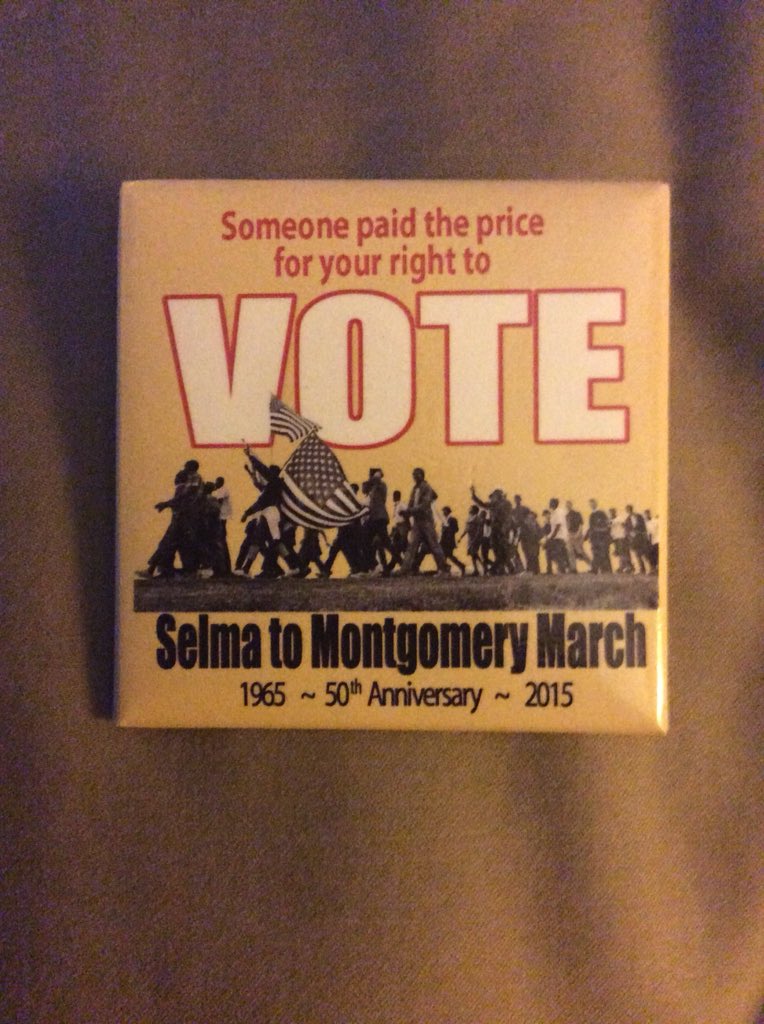 Someone paid the price
for your right to
VOTE
Selma to Montgomery March
1965 ~ 50th Anniversary ~ 2015